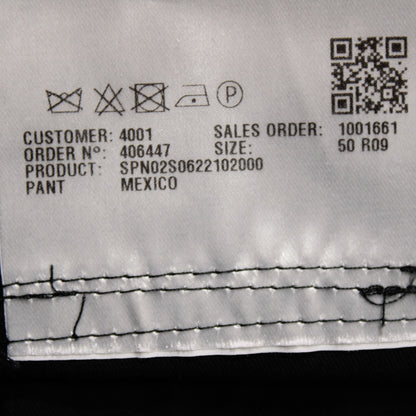 P
CUSTOMER: 4001 SALES ORDER: 1001661
ORDER Nº: 406447 SIZE: 50 R09
PRODUCT: SPN02S0622102000
PANT MEXICO